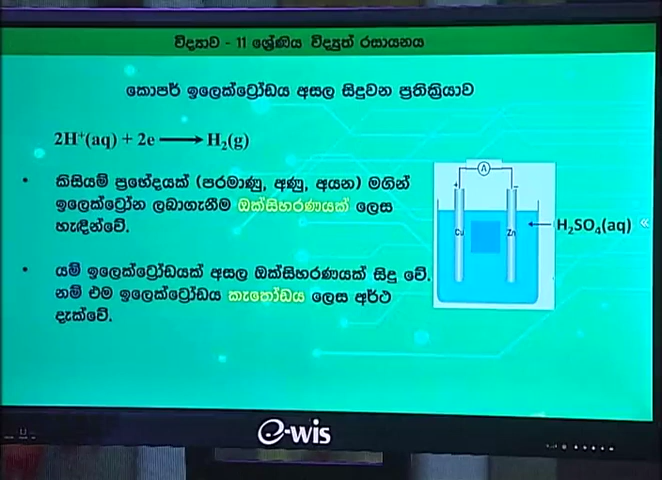 විද්‍යාව - 11 ශ්‍රේණිය විද්‍යුත් රසායනය
කොපර් ඉලෙක්ට්‍රෝඩය අසල සිදුවන ප්‍රතික්‍රියාව
2H⁺(aq) + 2e ⟶ H₂(g)
• කිසියම් ප්‍රභේදයක් (පරමාණු, අණු, අයන) මගින්
ඉලෙක්ට්‍රෝන ලබාගැනීම ඔක්සිහරණයක් ලෙස
හැඳින්වේ.
• යම් ඉලෙක්ට්‍රෝඩයක් අසල ඔක්සිහරණයක් සිදු වේ.
නම් එම ඉලෙක්ට්‍රෝඩය කැතෝඩය ලෙස අර්ථ
දැක්වේ.
A
+ −
Cu Zn
H₂SO₄(aq)
e-wis